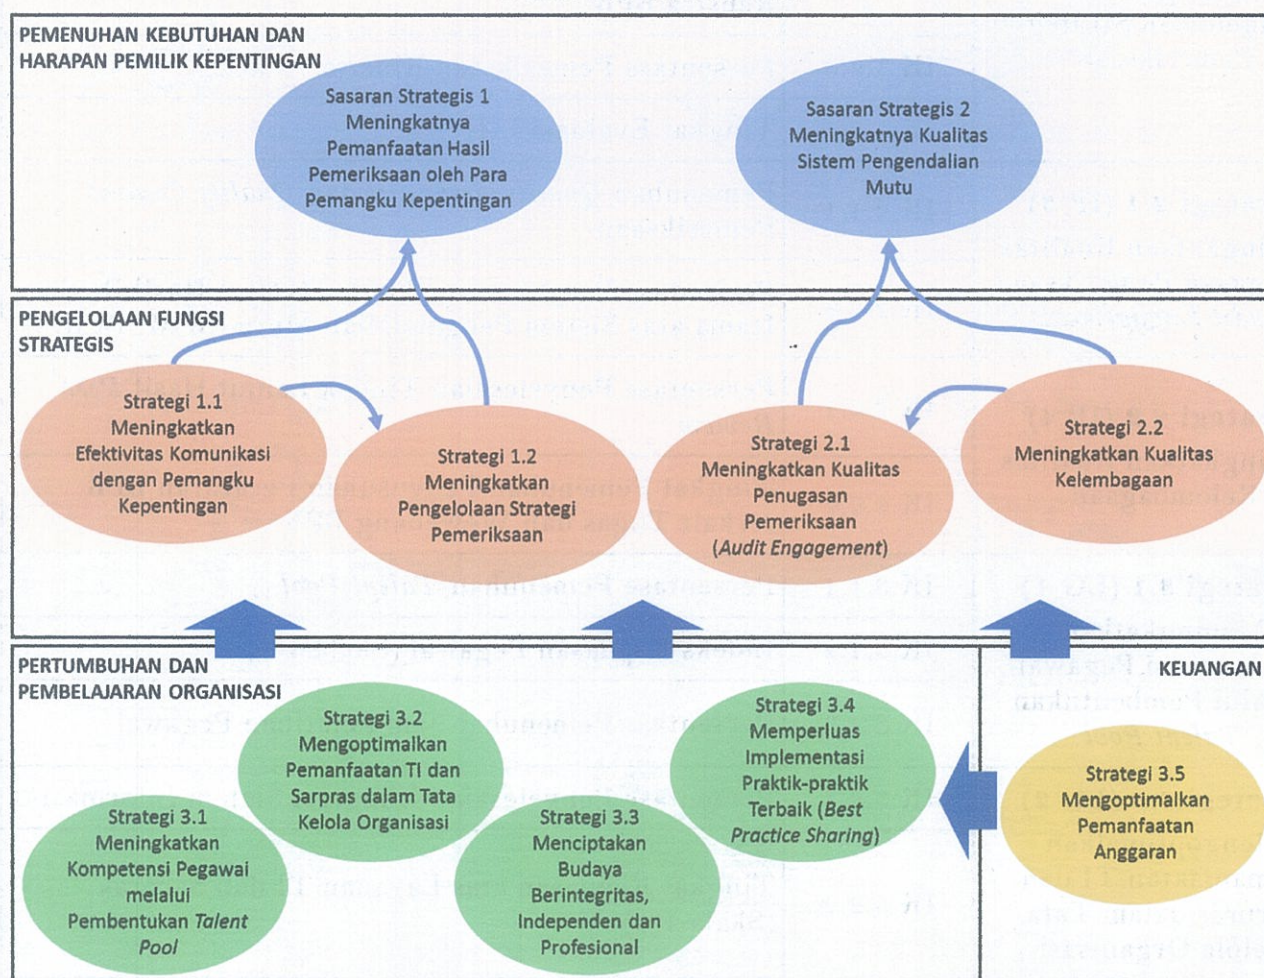 PEMENUHAN KEBUTUHAN DAN
HARAPAN PEMILIK KEPENTINGAN
Sasaran Strategis 1
Meningkatnya
Pemanfaatan Hasil
Pemeriksaan oleh Para
Pemangku Kepentingan
Sasaran Strategis 2
Meningkatnya Kualitas
Sistem Pengendalian
Mutu
PENGELOLAAN FUNGSI
STRATEGIS
Strategi 1.1
Meningkatkan
Efektivitas Komunikasi
dengan Pemangku
Kepentingan
Strategi 1.2
Meningkatkan
Pengelolaan Strategi
Pemeriksaan
Strategi 2.1
Meningkatkan Kualitas
Penugasan
Pemeriksaan
(Audit Engagement)
Strategi 2.2
Meningkatkan Kualitas
Kelembagaan
PERTUMBUHAN DAN
PEMBELAJARAN ORGANISASI
KEUANGAN
Strategi 3.1
Meningkatkan
Kompetensi Pegawai
melalui
Pembentukan Talent
Pool
Strategi 3.2
Mengoptimalkan
Pemanfaatan TI dan
Sarpras dalam Tata
Kelola Organisasi
Strategi 3.3
Menciptakan
Budaya
Berintegritas,
Independen dan
Profesional
Strategi 3.4
Memperluas
Implementasi
Praktik-praktik
Terbaik (Best
Practice Sharing)
Strategi 3.5
Mengoptimalkan
Pemanfaatan
Anggaran